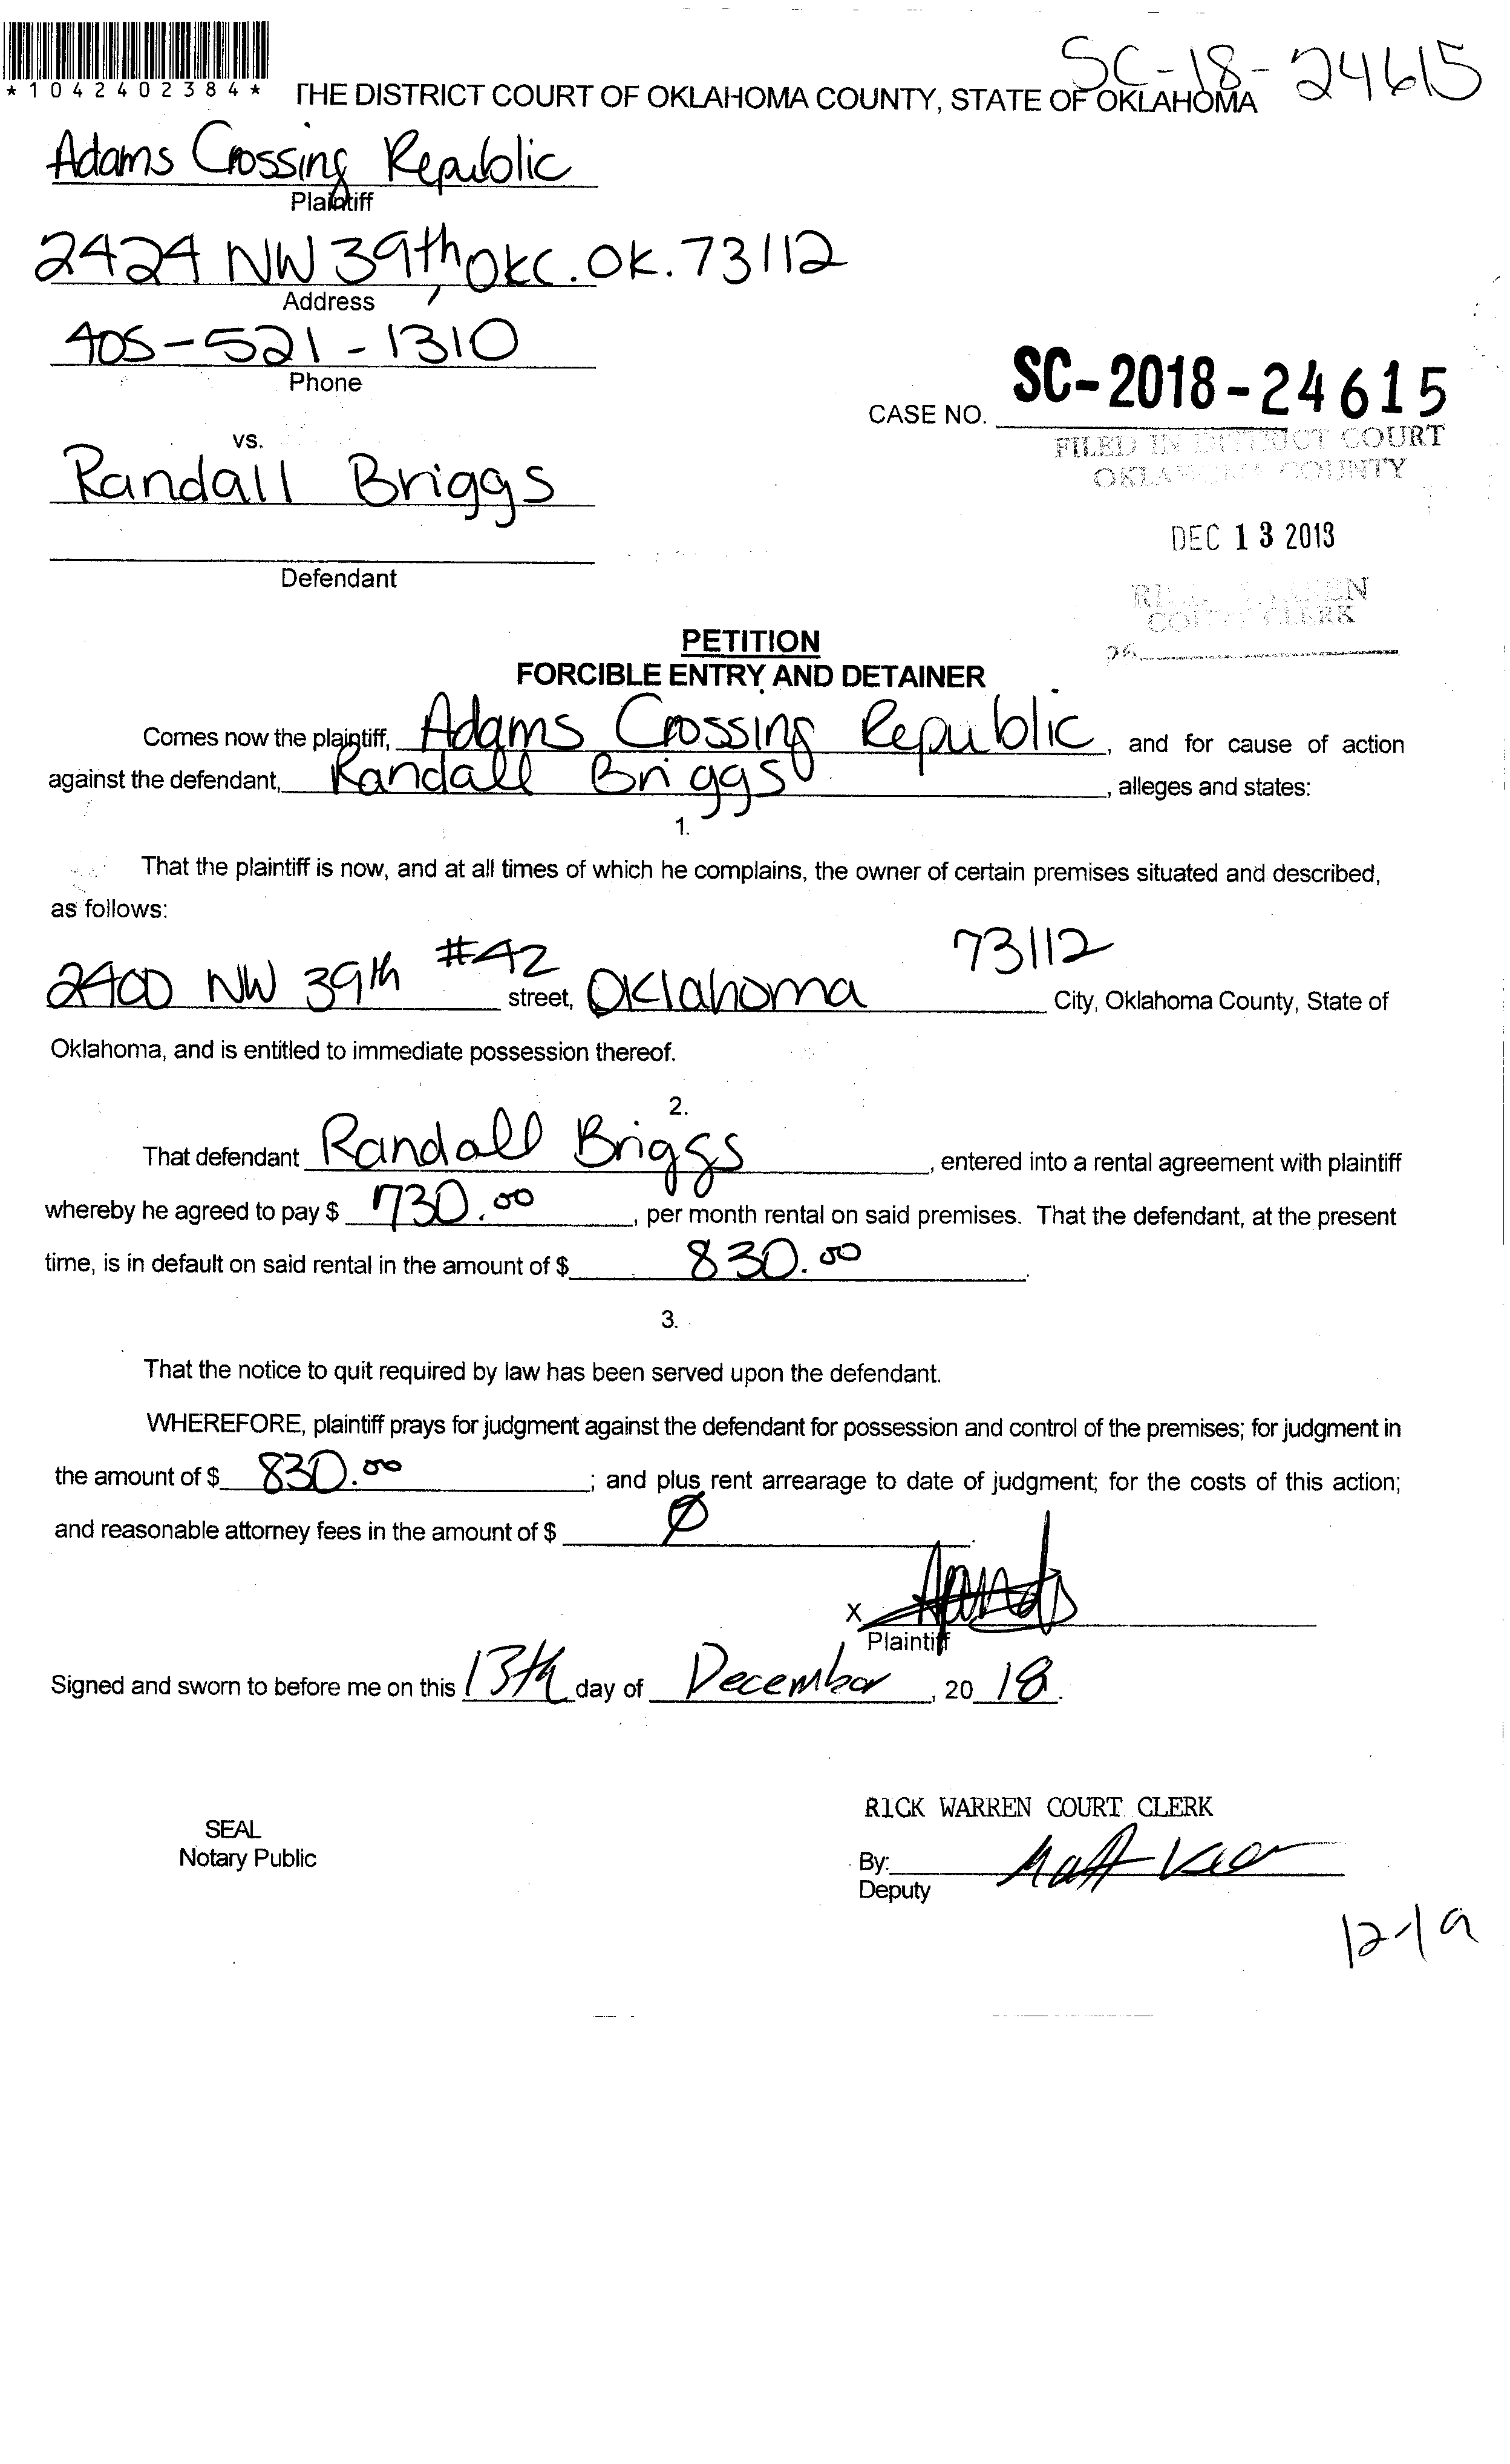 SC-18-24615
*1042402384*
THE DISTRICT COURT OF OKLAHOMA COUNTY, STATE OF OKLAHOMA
Adams Crossing Republic
Plaintiff
2424 NW 39th, OKC. OK. 73112
Address
405-521-1310
Phone
CASE NO. SC-2018-24615
vs.
FILED IN DISTRICT COURT
OKLAHOMA COUNTY
Randall Briggs
DEC 13 2018
Defendant
RICK WARREN
COURT CLERK
PETITION
FORCIBLE ENTRY AND DETAINER
Comes now the plaintiff, Adams Crossing Republic, and for cause of action
against the defendant, Randall Briggs, alleges and states:
1.
That the plaintiff is now, and at all times of which he complains, the owner of certain premises situated and described,
as follows:
2400 NW 39th #42 street, Oklahoma 73112 City, Oklahoma County, State of
Oklahoma, and is entitled to immediate possession thereof.
2.
That defendant Randall Briggs, entered into a rental agreement with plaintiff
whereby he agreed to pay $ 730.00, per month rental on said premises. That the defendant, at the present
time, is in default on said rental in the amount of $ 830.00.
3.
That the notice to quit required by law has been served upon the defendant.
WHEREFORE, plaintiff prays for judgment against the defendant for possession and control of the premises; for judgment in
the amount of $ 830.00; and plus rent arrearage to date of judgment; for the costs of this action;
and reasonable attorney fees in the amount of $ Ø.
X
Plaintiff
Signed and sworn to before me on this 13th day of December, 20 18.
RICK WARREN COURT CLERK
SEAL
Notary Public
By:
Deputy
12-19